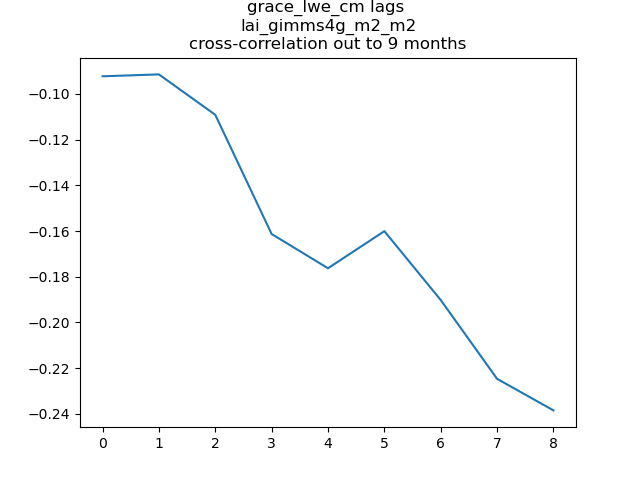 grace_lwe_cm lags
lai_gimms4g_m2_m2
cross-correlation out to 9 months
−0.10
−0.12
−0.14
−0.16
−0.18
−0.20
−0.22
−0.24
0 1 2 3 4 5 6 7 8